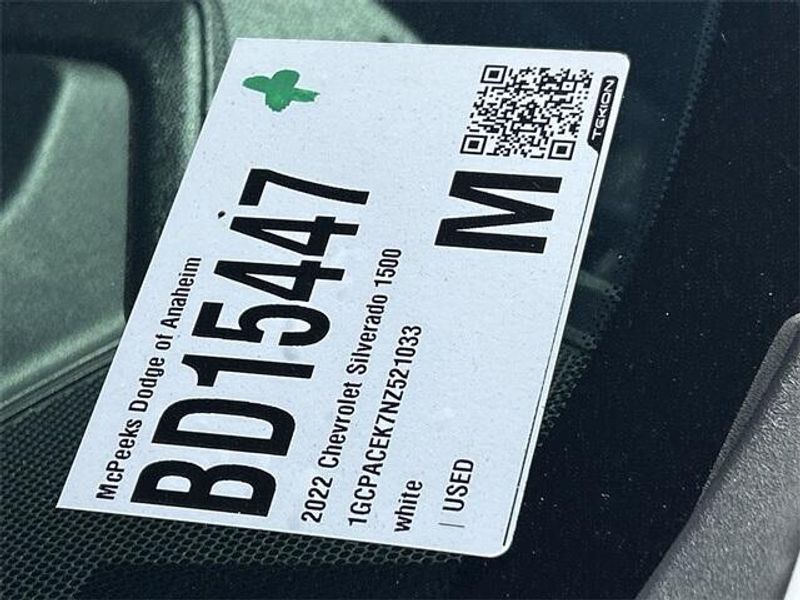 McPeeks Dodge of Anaheim
BD15447
2022 Chevrolet Silverado 1500
1GCPACEK7NZ521033
white
| USED
M
TEKION